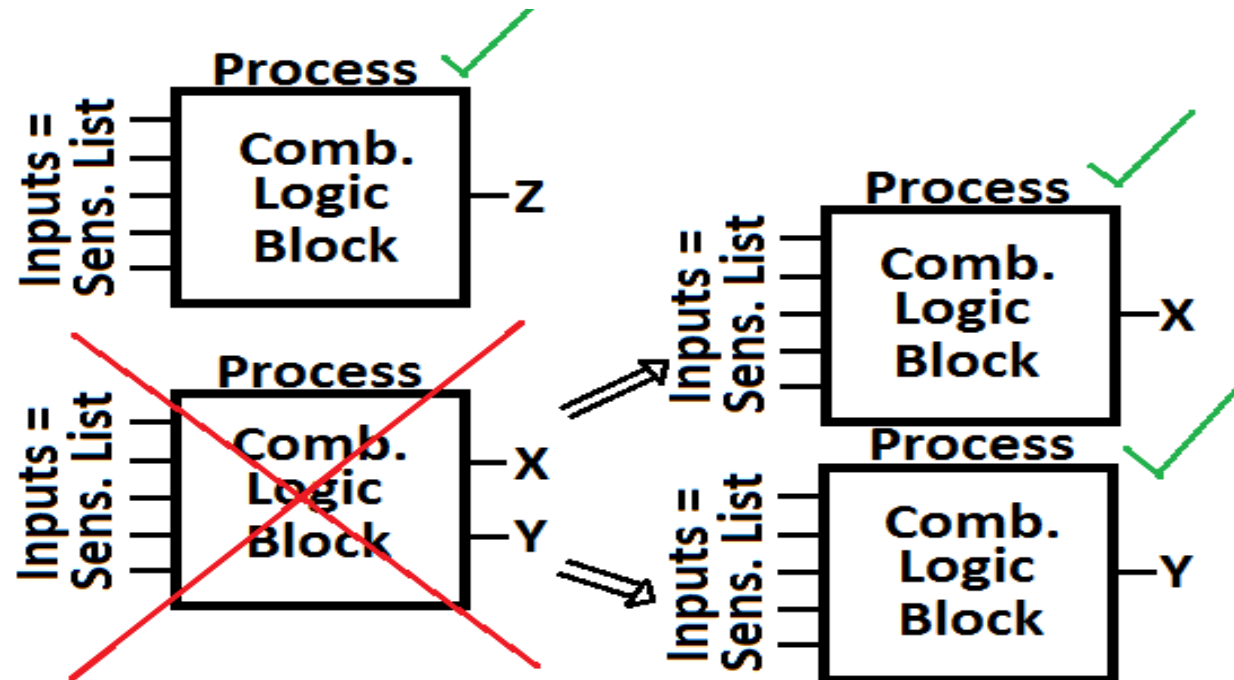 Process
Inputs =
Sens. List
Comb.
Logic
Block
Z
Process
Inputs =
Sens. List
Comb.
Logic
Block
X
Y
Process
Inputs =
Sens. List
Comb.
Logic
Block
X
Process
Inputs =
Sens. List
Comb.
Logic
Block
Y